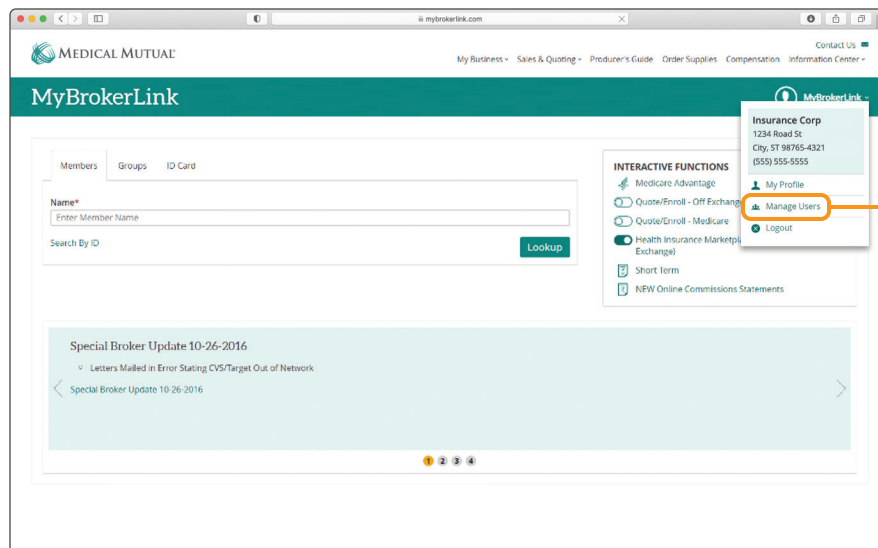 mybrokerlink.com
Contact Us
MEDICAL MUTUAL
My Business Sales & Quoting Producer's Guide Order Supplies Compensation Information Center
MyBrokerLink
MyBrokerLink
Insurance Corp
1234 Road St
City, ST 98765-4321
(555) 555-5555
My Profile
Manage Users
Logout
Members Groups ID Card
Name*
Enter Member Name
Search By ID
Lookup
INTERACTIVE FUNCTIONS
Medicare Advantage
Quote/Enroll - Off Exchange
Quote/Enroll - Medicare
Health Insurance
Exchange)
Short Term
NEW Online Commissions Statements
Special Broker Update 10-26-2016
Letters Mailed in Error Stating CVS/Target Out of Network
Special Broker Update 10-26-2016
1 2 3 4